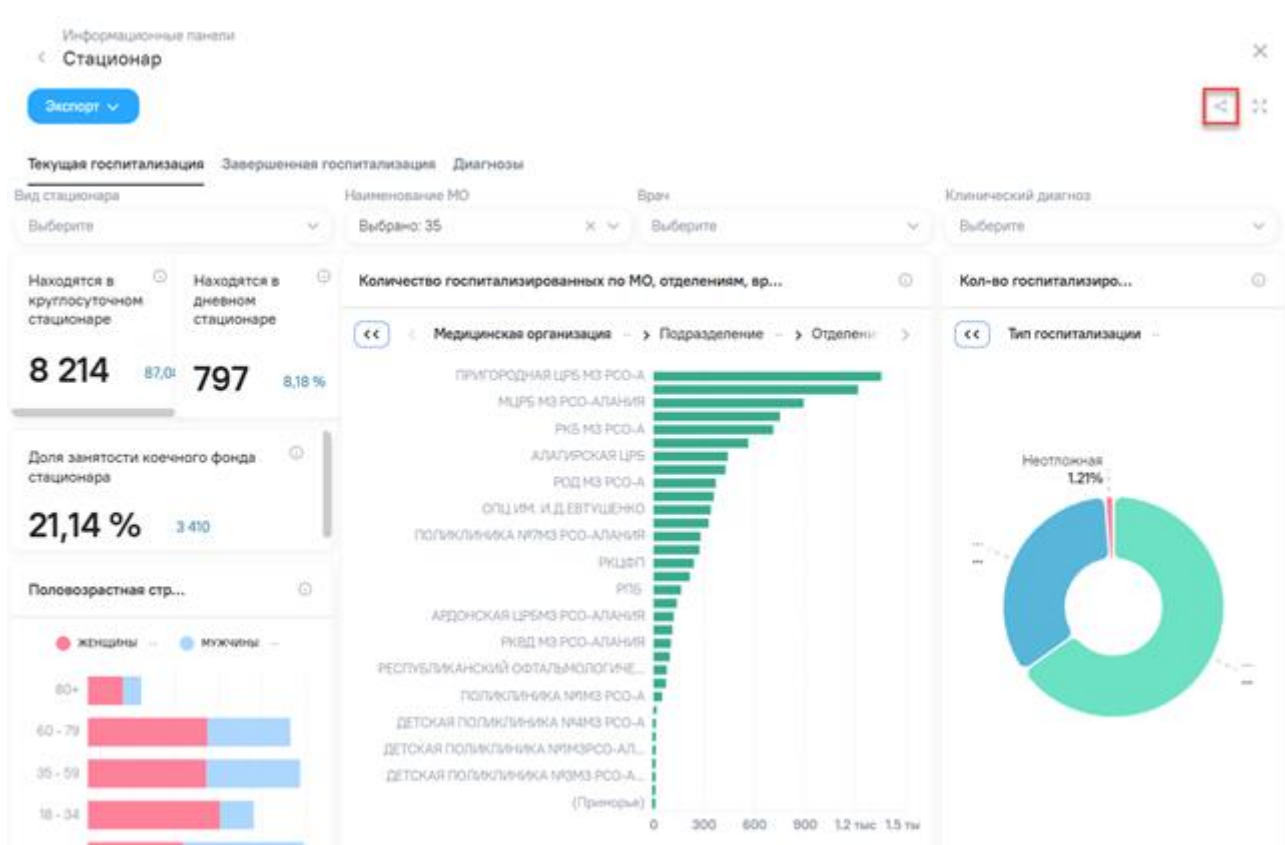 Информационные панели
Стационар
Экспорт
Текущая госпитализация Завершенная госпитализация Диагнозы
Вид стационара
Наименование МО
Врач
Клинический диагноз
Выберите
Выбрано: 35
Выберите
Выберите
Находятся в
круглосуточном
стационаре
8 214
Находятся в
дневном
стационаре
797 8,18 %
Доля занятости коечного фонда
стационара
21,14 % 3 410
Половозрастная стр...
ЖЕНЩИНЫ МУЖЧИНЫ
80+
60 - 79
35 - 59
18 - 34
Количество госпитализированных по МО, отделениям, вр...
<< Медицинская организация > Подразделение > Отделени
ПРИГОРОДНАЯ ЦРБ МЗ РСО-А
МЦРБ МЗ РСО-АЛАНИЯ
РКБ МЗ РСО-А
АЛАГИРСКАЯ ЦРБ
РОД МЗ РСО-А
ОПЦ ИМ. И.Д.ЕВТУШЕНКО
ПОЛИКЛИНИКА №7МЗ РСО-АЛАНИЯ
РКЦФП
РПБ
АРДОНСКАЯ ЦРБМЗ РСО-АЛАНИЯ
РКВД МЗ РСО-АЛАНИЯ
РЕСПУБЛИКАНСКИЙ ОФТАЛЬМОЛОГИЧЕ...
ПОЛИКЛИНИКА №1МЗ РСО-А
ДЕТСКАЯ ПОЛИКЛИНИКА №4МЗ РСО-А
ДЕТСКАЯ ПОЛИКЛИНИКА №1МЗРСО-АЛ...
ДЕТСКАЯ ПОЛИКЛИНИКА №3МЗ РСО-А...
(Приморье)
0 300 600 900 1.2 тыс 1.5 ты
Кол-во госпитализиро...
<< Тип госпитализации
Неотложная
1.21%